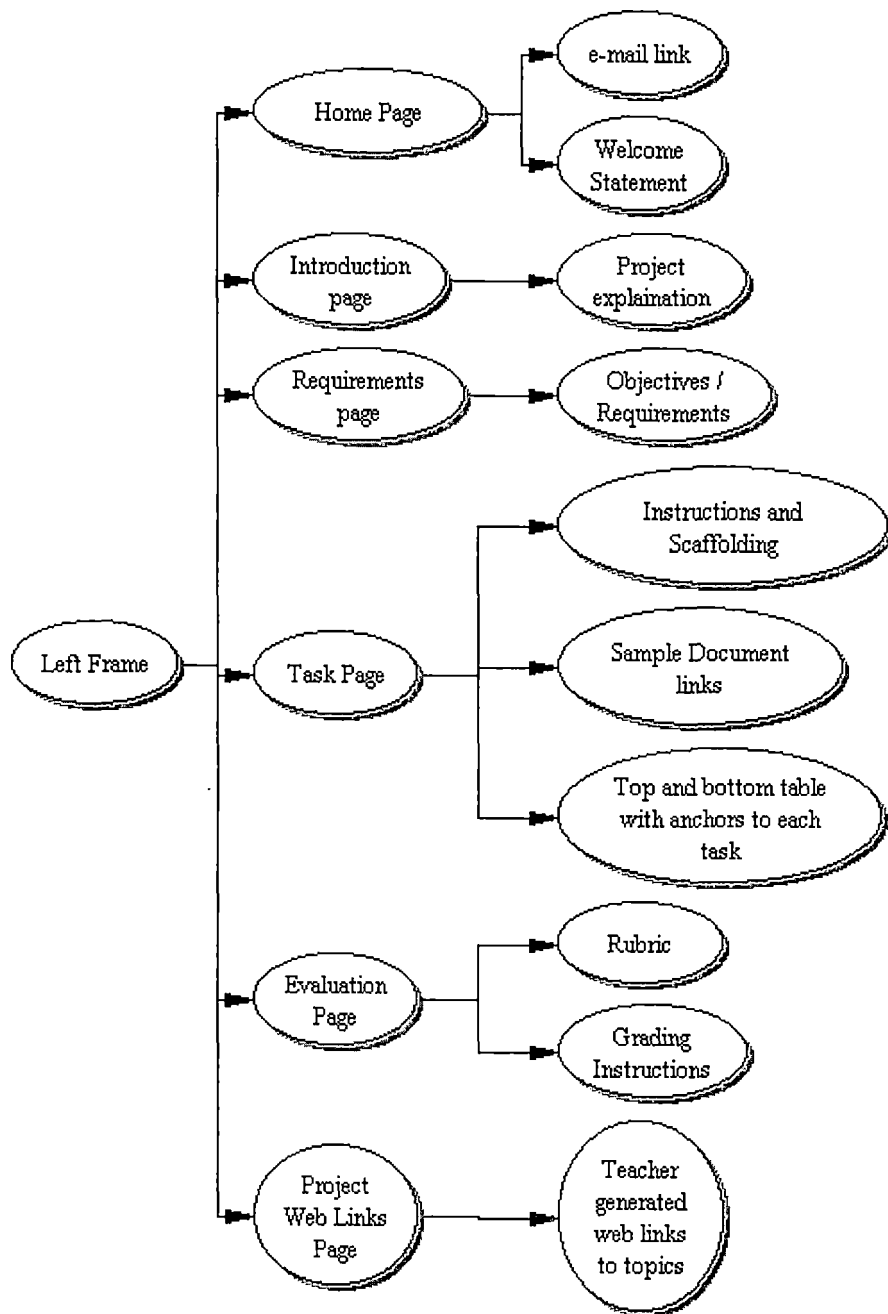 e-mail link
Home Page
Welcome
Statement
Introduction
page
Project
explaination
Requirements
page
Objectives /
Requirements
Instructions and
Scaffolding
Left Frame
Task Page
Sample Document
links
Top and bottom table
with anchors to each
task
Evaluation
Page
Rubric
Grading
Instructions
Project
Web Links
Page
Teacher
generated
web links
to topics